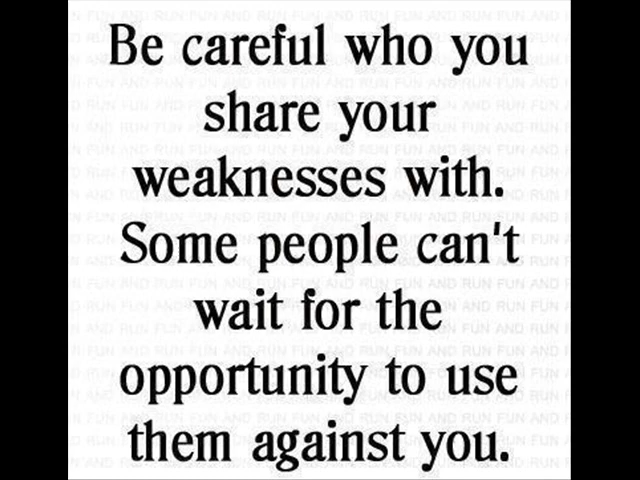 Be careful who you
share your
weaknesses with.
Some people can't
wait for the
opportunity to use
them against you.